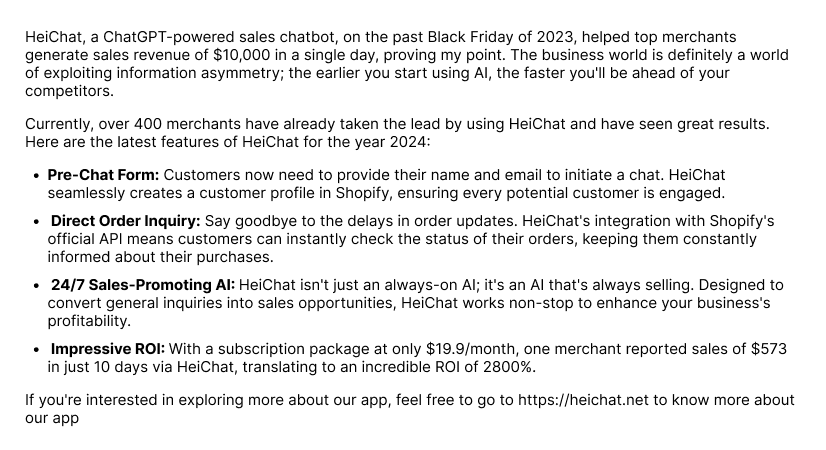 HeiChat, a ChatGPT-powered sales chatbot, on the past Black Friday of 2023, helped top merchants
generate sales revenue of $10,000 in a single day, proving my point. The business world is definitely a world
of exploiting information asymmetry; the earlier you start using AI, the faster you'll be ahead of your
competitors.
Currently, over 400 merchants have already taken the lead by using HeiChat and have seen great results.
Here are the latest features of HeiChat for the year 2024:
• Pre-Chat Form: Customers now need to provide their name and email to initiate a chat. HeiChat
seamlessly creates a customer profile in Shopify, ensuring every potential customer is engaged.
• Direct Order Inquiry: Say goodbye to the delays in order updates. HeiChat's integration with Shopify's
official API means customers can instantly check the status of their orders, keeping them constantly
informed about their purchases.
• 24/7 Sales-Promoting AI: HeiChat isn't just an always-on AI; it's an AI that's always selling. Designed to
convert general inquiries into sales opportunities, HeiChat works non-stop to enhance your business's
profitability.
• Impressive ROI: With a subscription package at only $19.9/month, one merchant reported sales of $573
in just 10 days via HeiChat, translating to an incredible ROI of 2800%.
If you're interested in exploring more about our app, feel free to go to https://heichat.net to know more about
our app